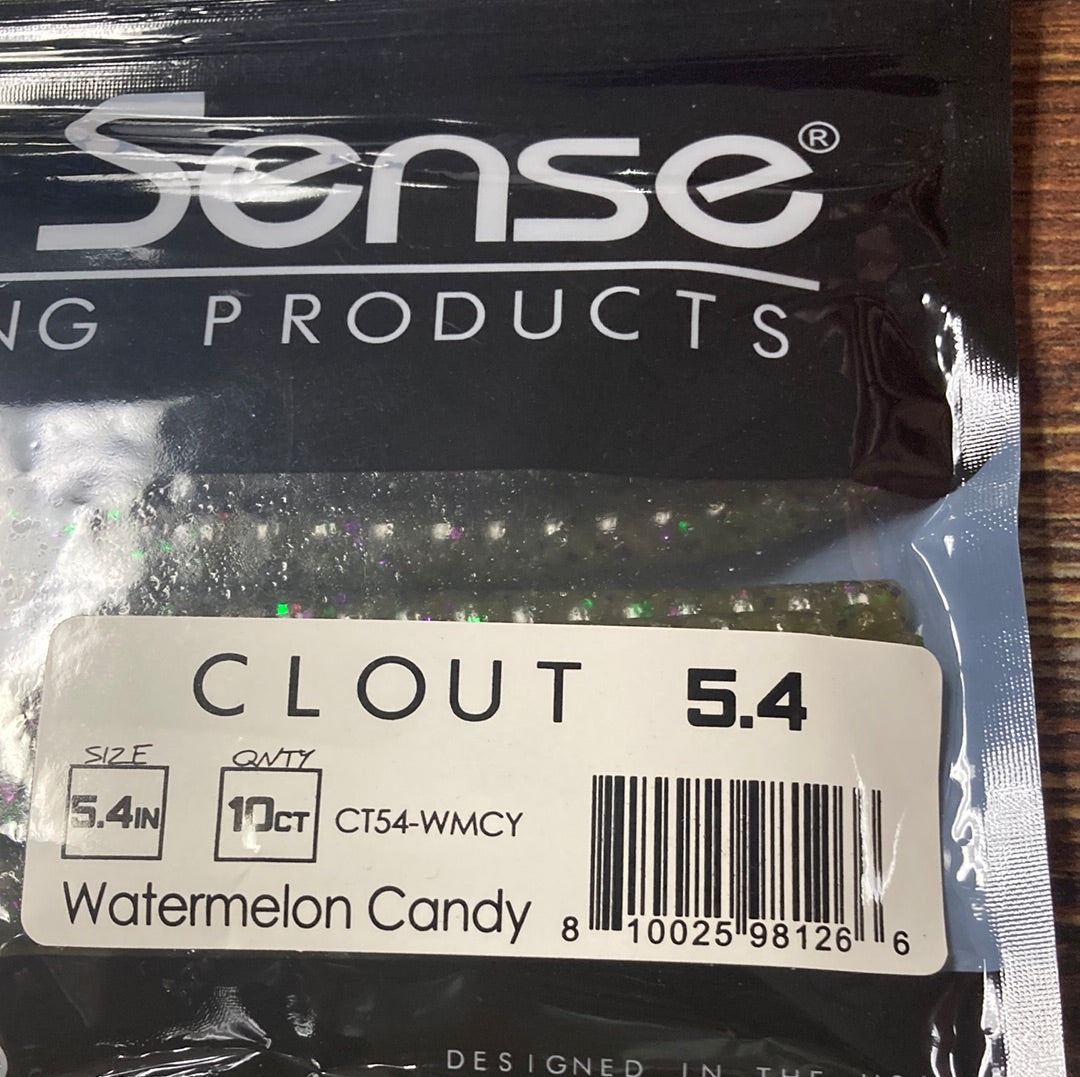 Sense®
NG PRODUCTS
CLOUT 5.4
SIZE QNTY
5.4IN 10CT CT54-WMCY
Watermelon Candy
8 10025 98126 6
DESIGNED IN THE